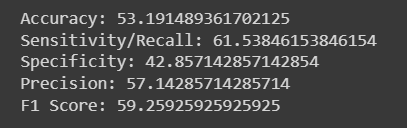 Accuracy: 53.191489361702125
Sensitivity/Recall: 61.53846153846154
Specificity: 42.857142857142854
Precision: 57.14285714285714
F1 Score: 59.25925925925925